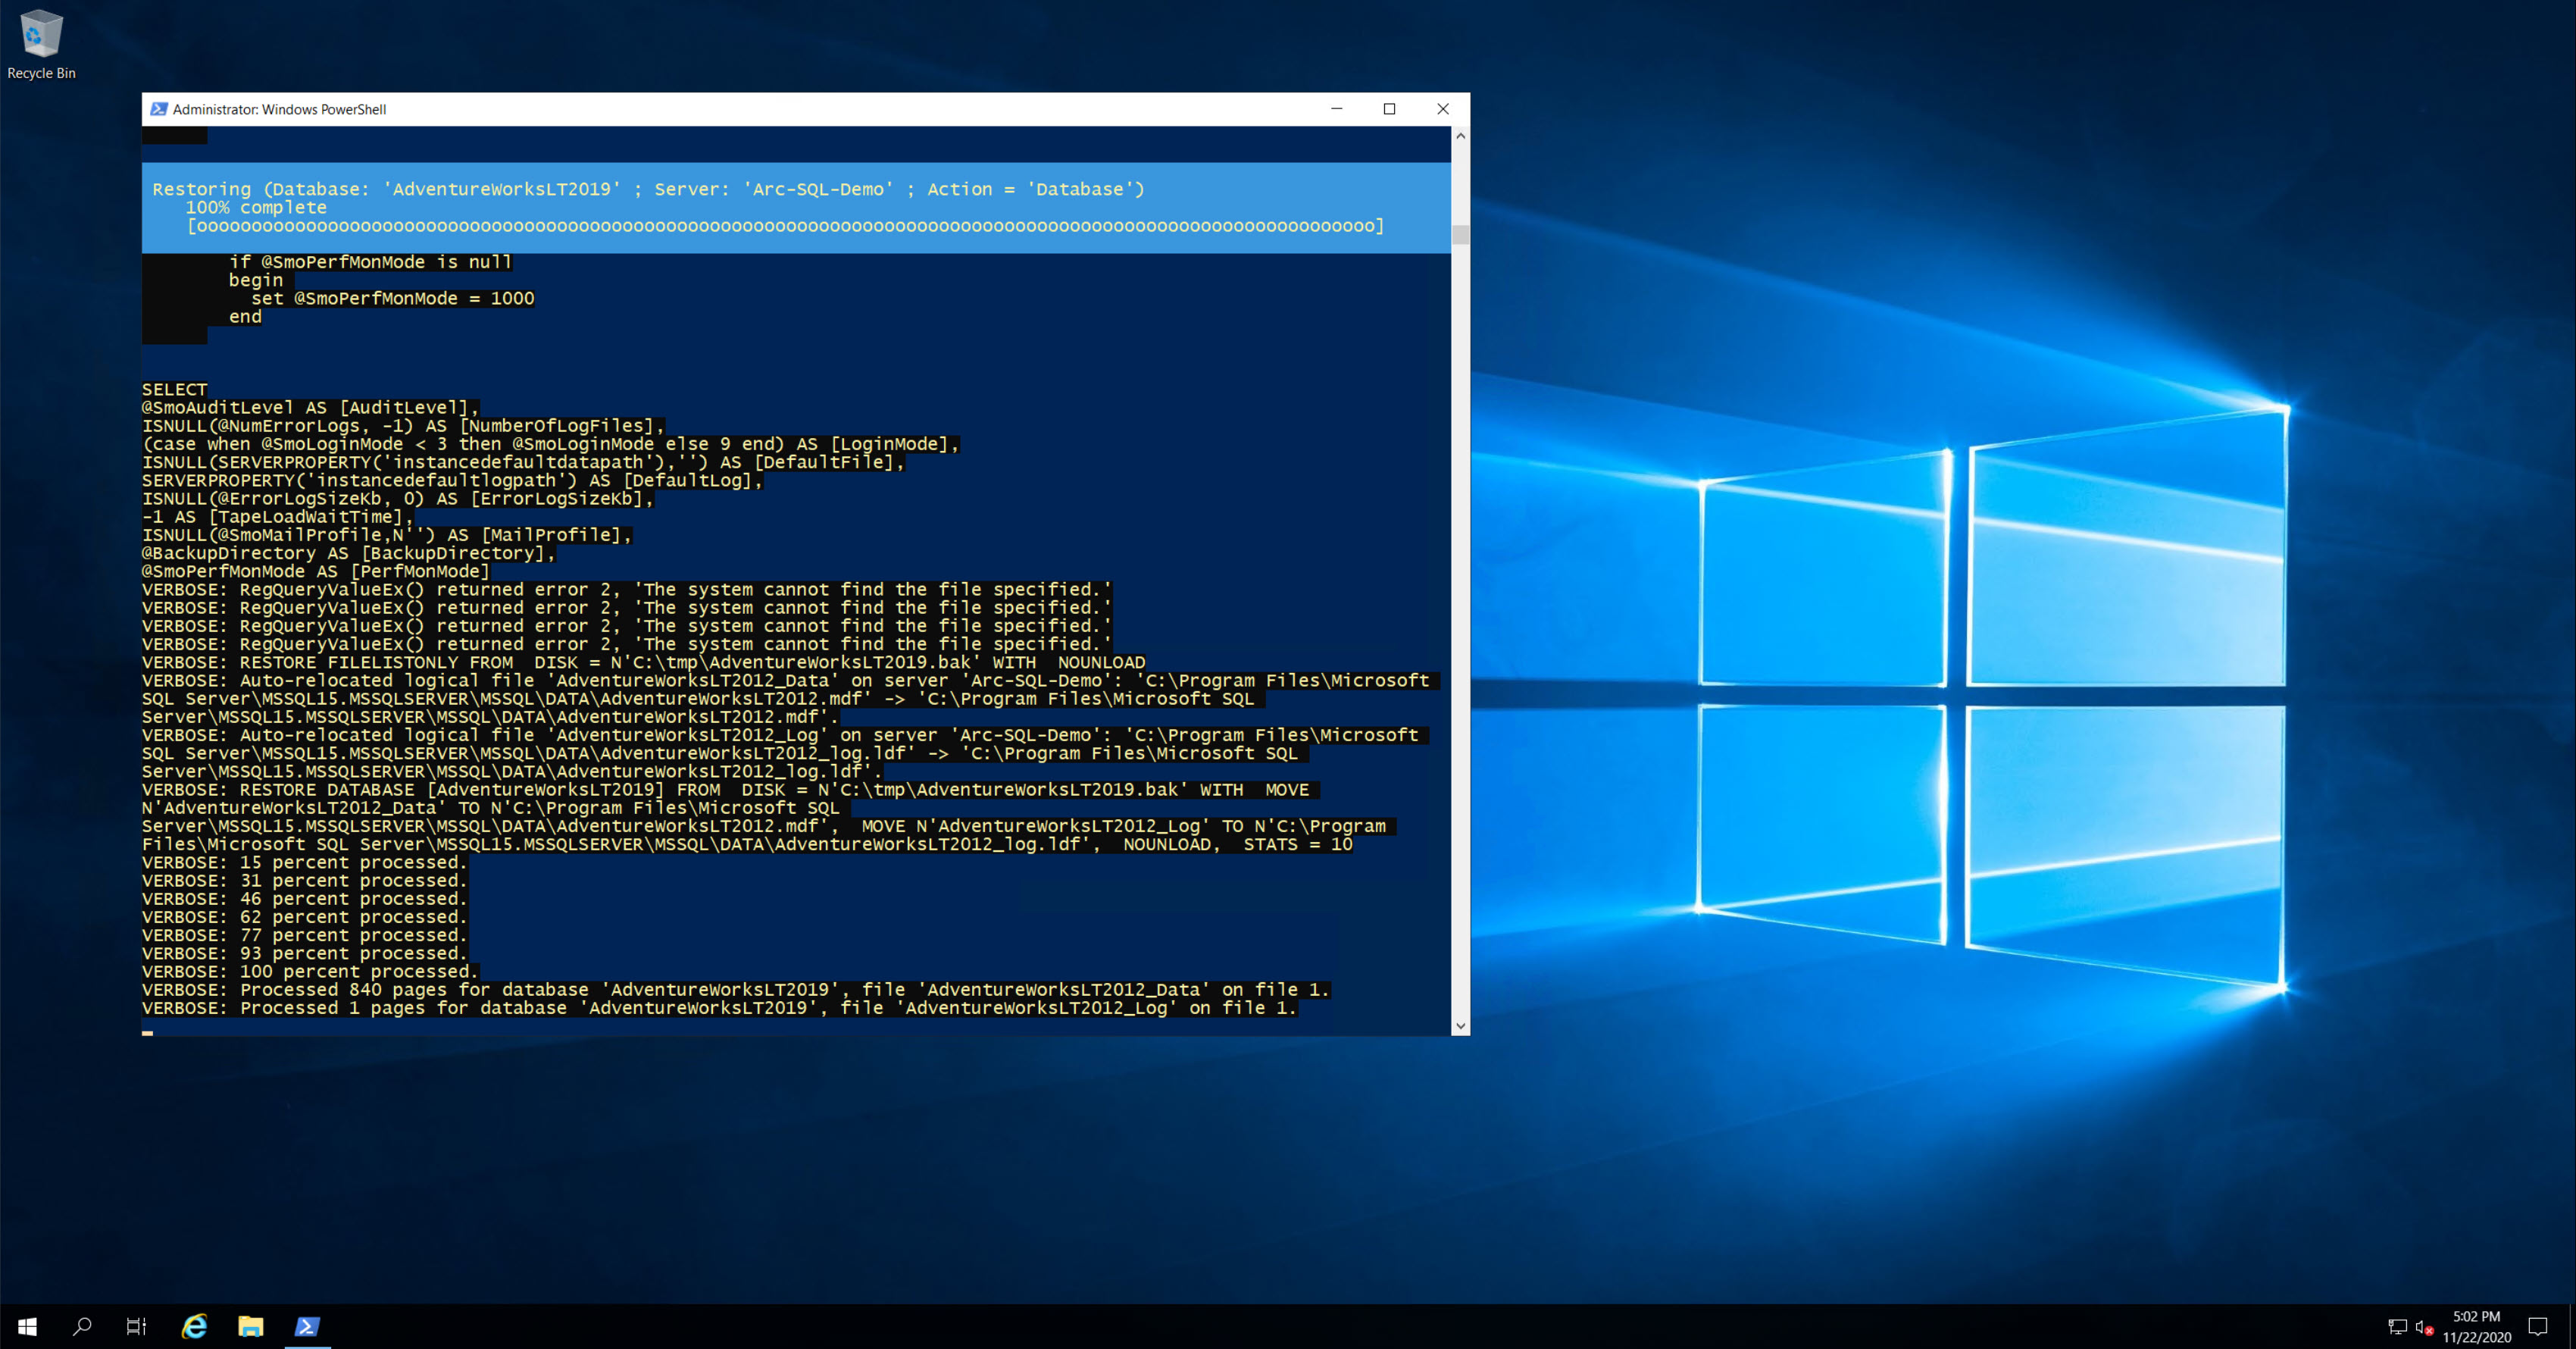 Recycle Bin
Administrator: Windows PowerShell
Restoring (Database: 'AdventureWorksLT2019' ; Server: 'Arc-SQL-Demo' ; Action = 'Database')
100% complete
[oooooooooooooooooooooooooooooooooooooooooooooooooooooooooooooooooooooooooooooooooooooooooooooooooooooooooooo]
if @SmoPerfMonMode is null
begin
set @SmoPerfMonMode = 1000
end
SELECT
@SmoAuditLevel AS [AuditLevel],
ISNULL(@NumErrorLogs, -1) AS [NumberOfLogFiles],
(case when @SmoLoginMode < 3 then @SmoLoginMode else 9 end) AS [LoginMode],
ISNULL(SERVERPROPERTY('instancedefaultdatapath'),'') AS [DefaultFile],
SERVERPROPERTY('instancedefaultlogpath') AS [DefaultLog],
ISNULL(@ErrorLogSizeKb, 0) AS [ErrorLogSizeKb],
-1 AS [TapeLoadWaitTime],
ISNULL(@SmoMailProfile,N'') AS [MailProfile],
@BackupDirectory AS [BackupDirectory],
@SmoPerfMonMode AS [PerfMonMode]
VERBOSE: RegQueryValueEx() returned error 2, 'The system cannot find the file specified.'
VERBOSE: RegQueryValueEx() returned error 2, 'The system cannot find the file specified.'
VERBOSE: RegQueryValueEx() returned error 2, 'The system cannot find the file specified.'
VERBOSE: RegQueryValueEx() returned error 2, 'The system cannot find the file specified.'
VERBOSE: RESTORE FILELISTONLY FROM  DISK = N'C:\tmp\AdventureWorksLT2019.bak' WITH  NOUNLOAD
VERBOSE: Auto-relocated logical file 'AdventureWorksLT2012_Data' on server 'Arc-SQL-Demo': 'C:\Program Files\Microsoft
SQL Server\MSSQL15.MSSQLSERVER\MSSQL\DATA\AdventureWorksLT2012.mdf' -> 'C:\Program Files\Microsoft SQL
Server\MSSQL15.MSSQLSERVER\MSSQL\DATA\AdventureWorksLT2012.mdf'.
VERBOSE: Auto-relocated logical file 'AdventureWorksLT2012_Log' on server 'Arc-SQL-Demo': 'C:\Program Files\Microsoft
SQL Server\MSSQL15.MSSQLSERVER\MSSQL\DATA\AdventureWorksLT2012_log.ldf' -> 'C:\Program Files\Microsoft SQL
Server\MSSQL15.MSSQLSERVER\MSSQL\DATA\AdventureWorksLT2012_log.ldf'.
VERBOSE: RESTORE DATABASE [AdventureWorksLT2019] FROM  DISK = N'C:\tmp\AdventureWorksLT2019.bak' WITH  MOVE
N'AdventureWorksLT2012_Data' TO N'C:\Program Files\Microsoft SQL
Server\MSSQL15.MSSQLSERVER\MSSQL\DATA\AdventureWorksLT2012.mdf',  MOVE N'AdventureWorksLT2012_Log' TO N'C:\Program
Files\Microsoft SQL Server\MSSQL15.MSSQLSERVER\MSSQL\DATA\AdventureWorksLT2012_log.ldf',  NOUNLOAD,  STATS = 10
VERBOSE: 15 percent processed.
VERBOSE: 31 percent processed.
VERBOSE: 46 percent processed.
VERBOSE: 62 percent processed.
VERBOSE: 77 percent processed.
VERBOSE: 93 percent processed.
VERBOSE: 100 percent processed.
VERBOSE: Processed 840 pages for database 'AdventureWorksLT2019', file 'AdventureWorksLT2012_Data' on file 1.
VERBOSE: Processed 1 pages for database 'AdventureWorksLT2019', file 'AdventureWorksLT2012_Log' on file 1.
5:02 PM
11/22/2020